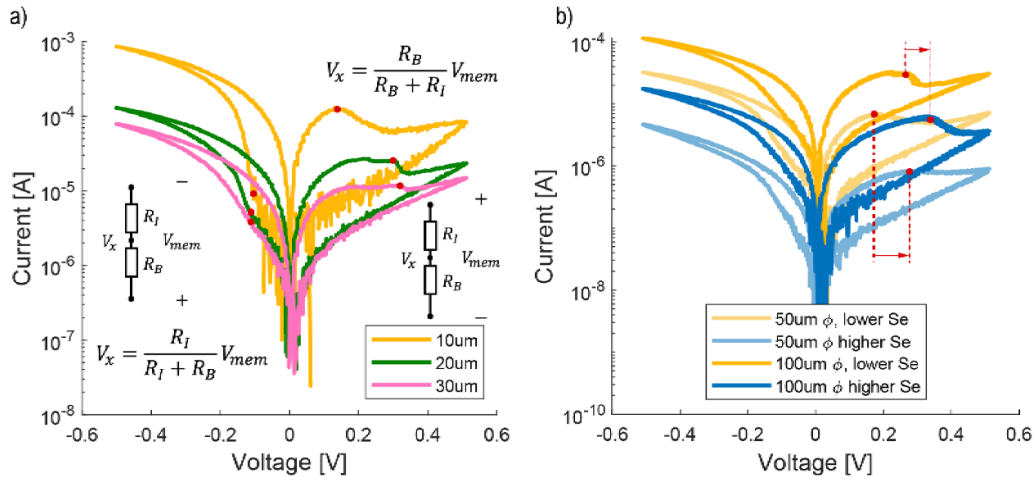 a)
Current [A]
10^-3
10^-4
10^-5
10^-6
10^-7
10^-8
-0.6
-0.4
-0.2
0
0.2
0.4
0.6
Voltage [V]
V_x = R_B / (R_B + R_I) V_mem
−
R_I
V_x
V_mem
R_B
+
V_x = R_I / (R_I + R_B) V_mem
+
R_I
V_x
V_mem
R_B
−
10um
20um
30um
b)
Current [A]
10^-4
10^-6
10^-8
10^-10
-0.6
-0.4
-0.2
0
0.2
0.4
0.6
Voltage [V]
50um ϕ, lower Se
50um ϕ higher Se
100um ϕ, lower Se
100um ϕ higher Se